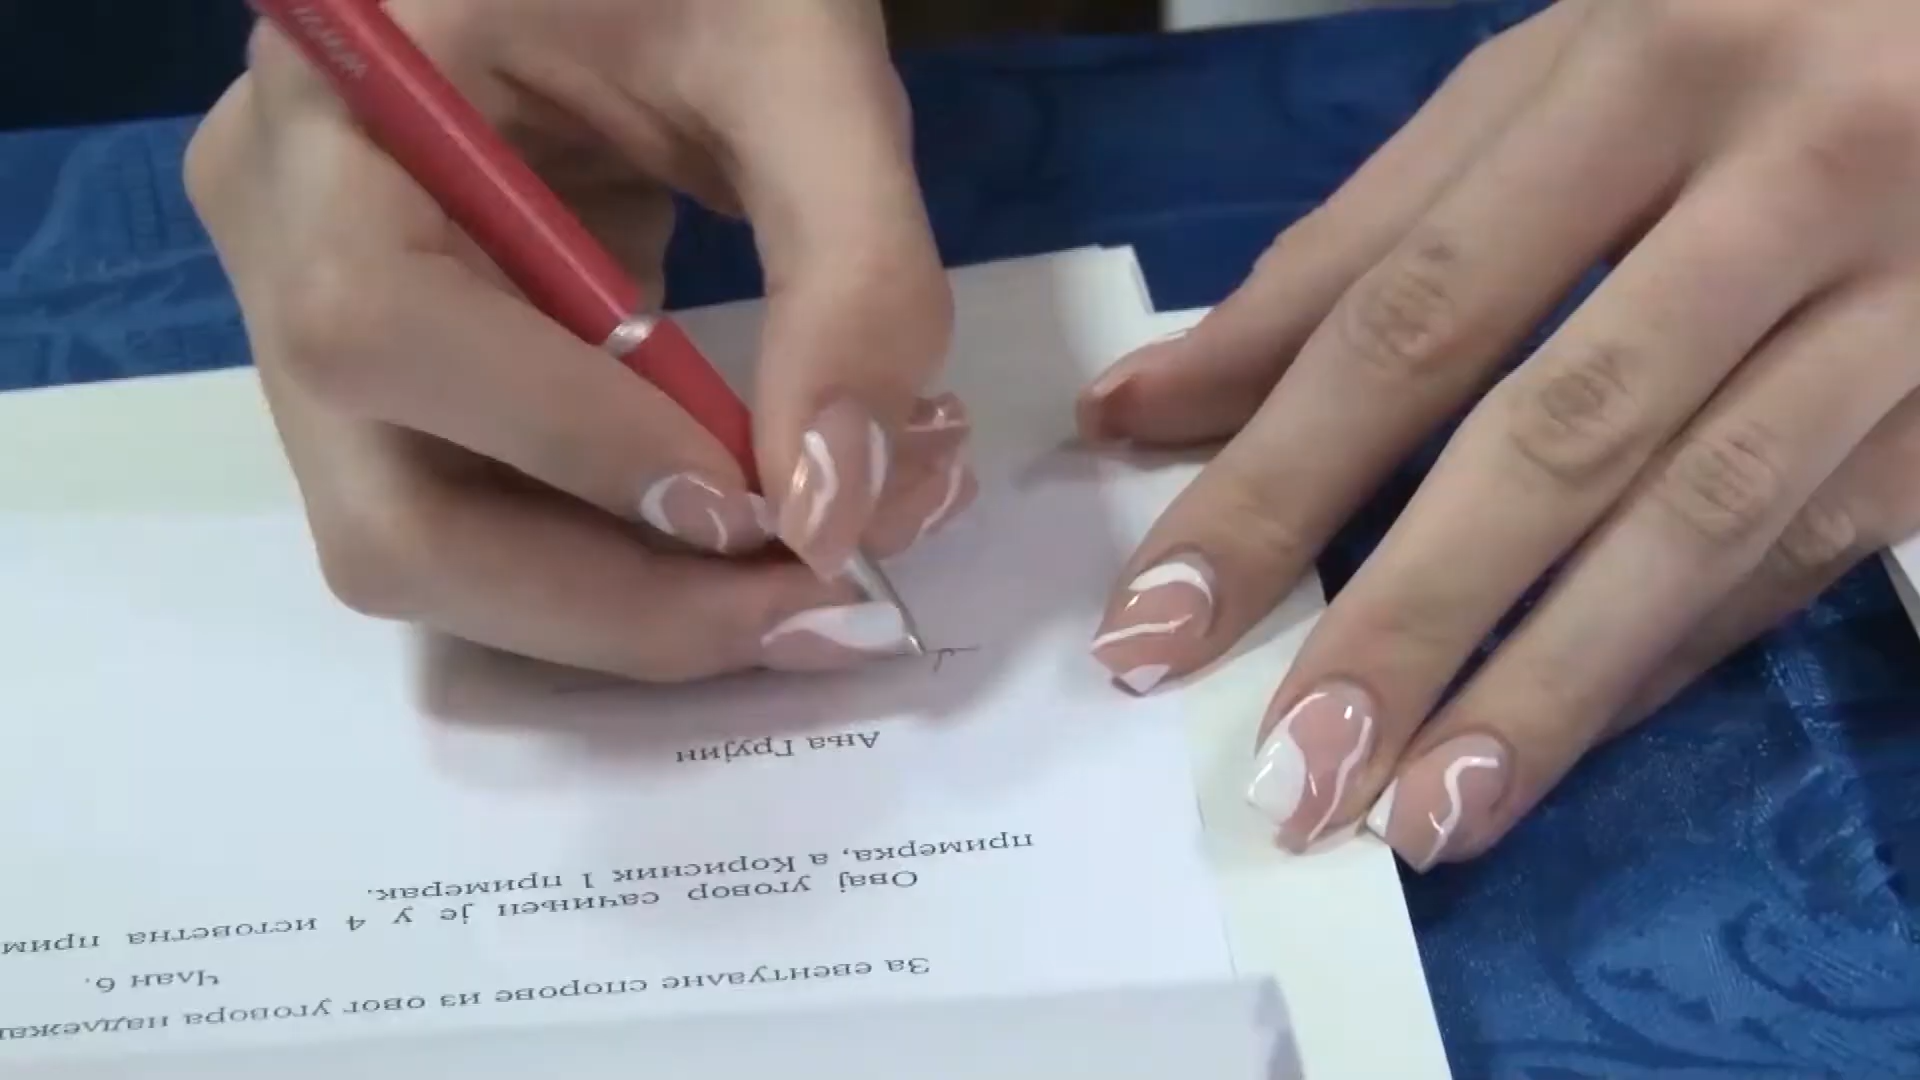 За евентуалне спорове из овог уговора
Члан 6.
Овај уговор сачињен је у 4 истоветна
примерка, а Корисник 1 примерак.
Ања Грујин